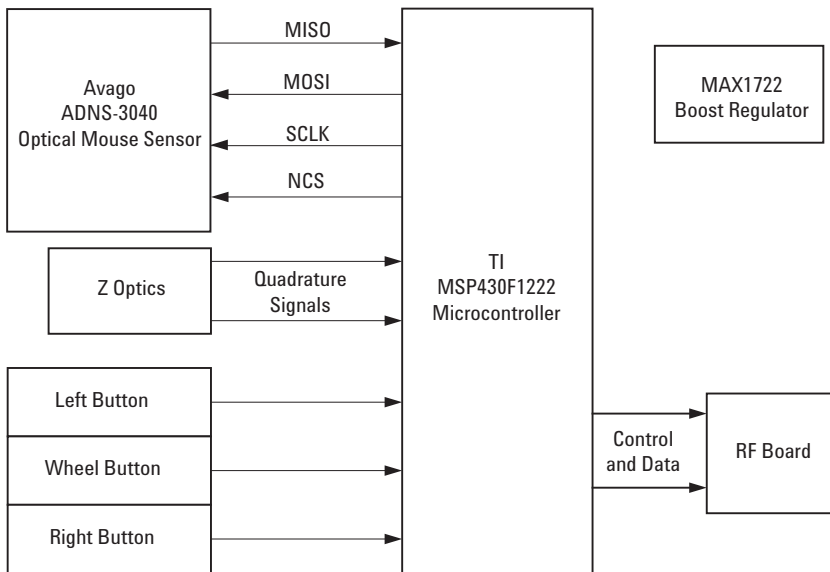 Avago
ADNS-3040
Optical Mouse Sensor
MISO
MOSI
SCLK
NCS
MAX1722
Boost Regulator
Z Optics
Quadrature
Signals
TI
MSP430F1222
Microcontroller
Left Button
Wheel Button
Right Button
Control
and Data
RF Board